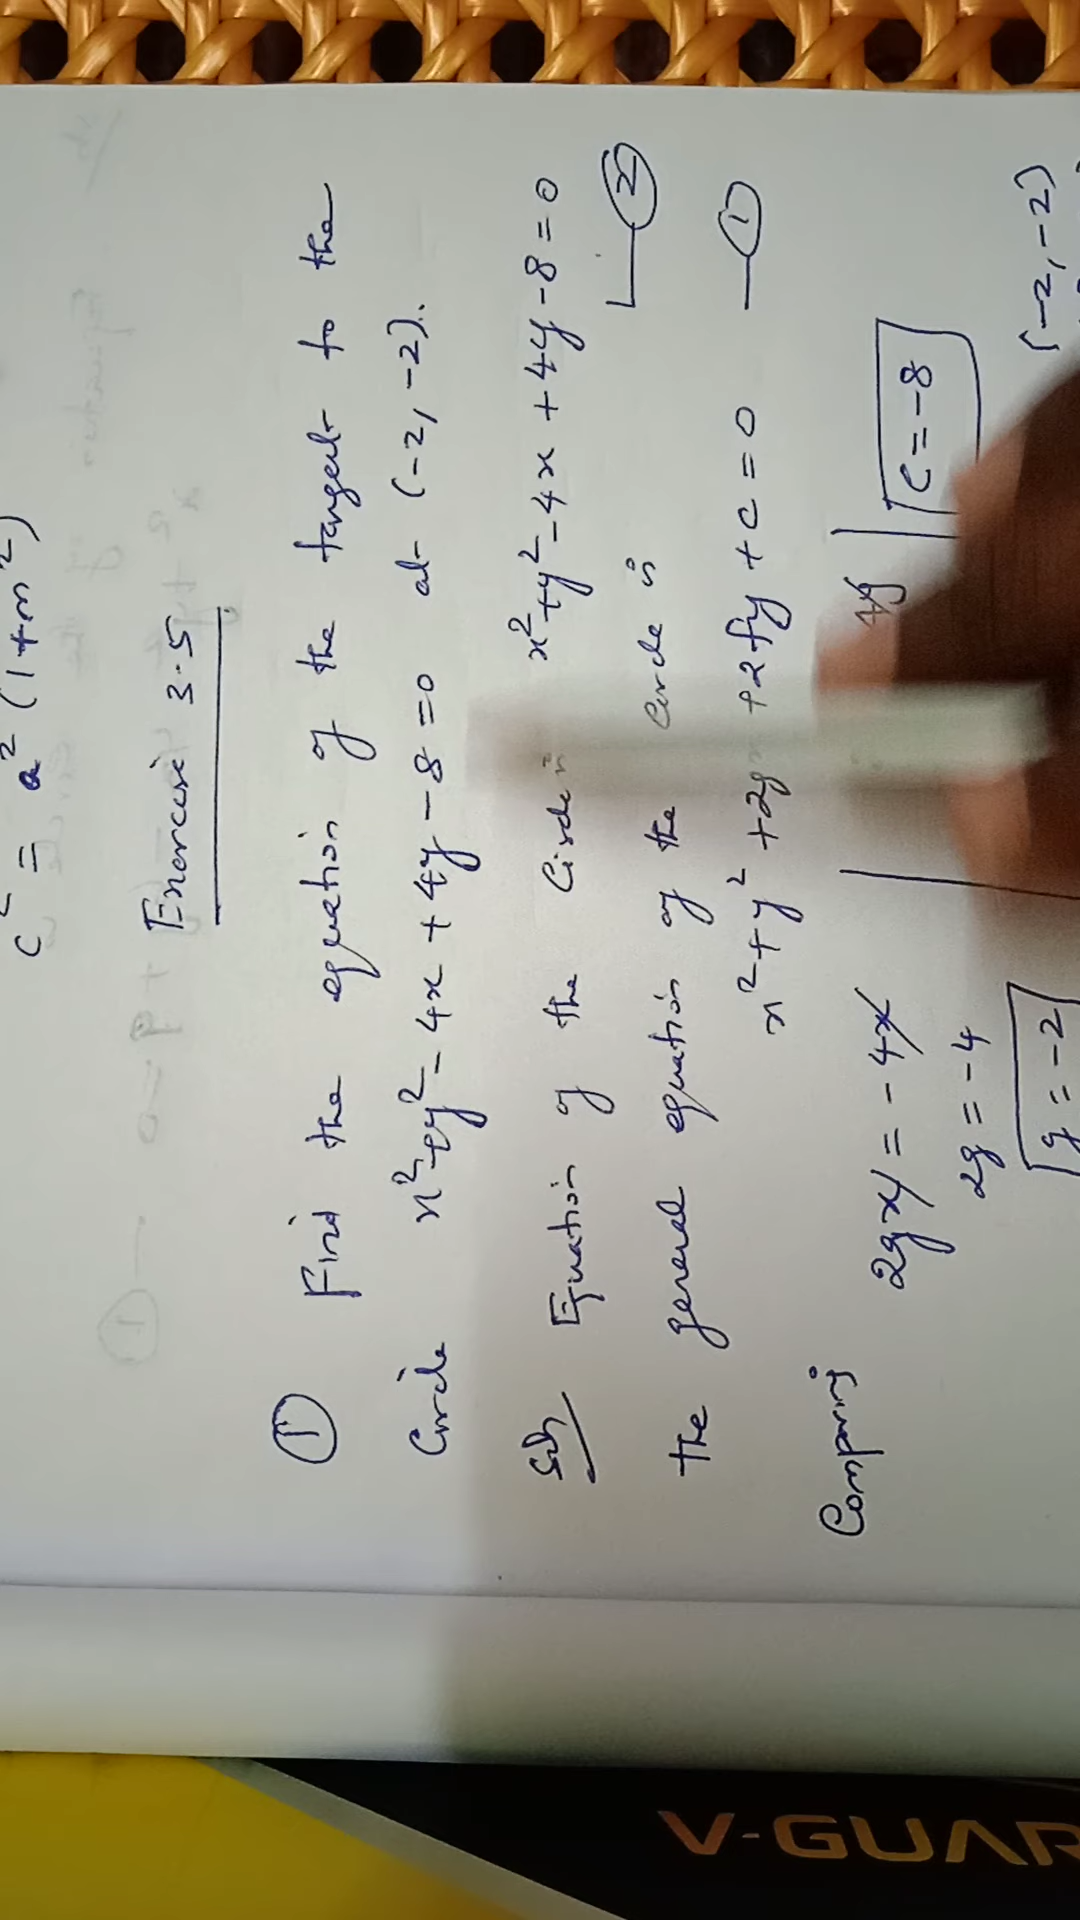 c² = a² (1+m²)
Exercise 3.5
① Find the equation of the tangent to the
Circle x²+y²-4x+4y-8=0 at (-2,-2).
Soln Equation of the Circle is x²+y²-4x+4y-8=0
②
the general equation of the Circle is
x²+y²+2gx+2fy+c=0 —①
Comparing
2gx = -4x
c=-8
2g=-4
g=-2
(-2,-2)
V-GUAR